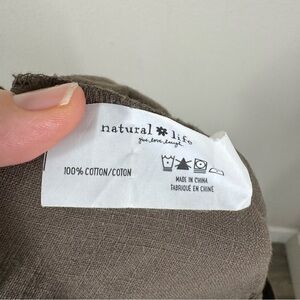 natural life
give.love.laugh.
100% COTTON/COTON
MADE IN CHINA
FABRIQUÉ EN CHINE